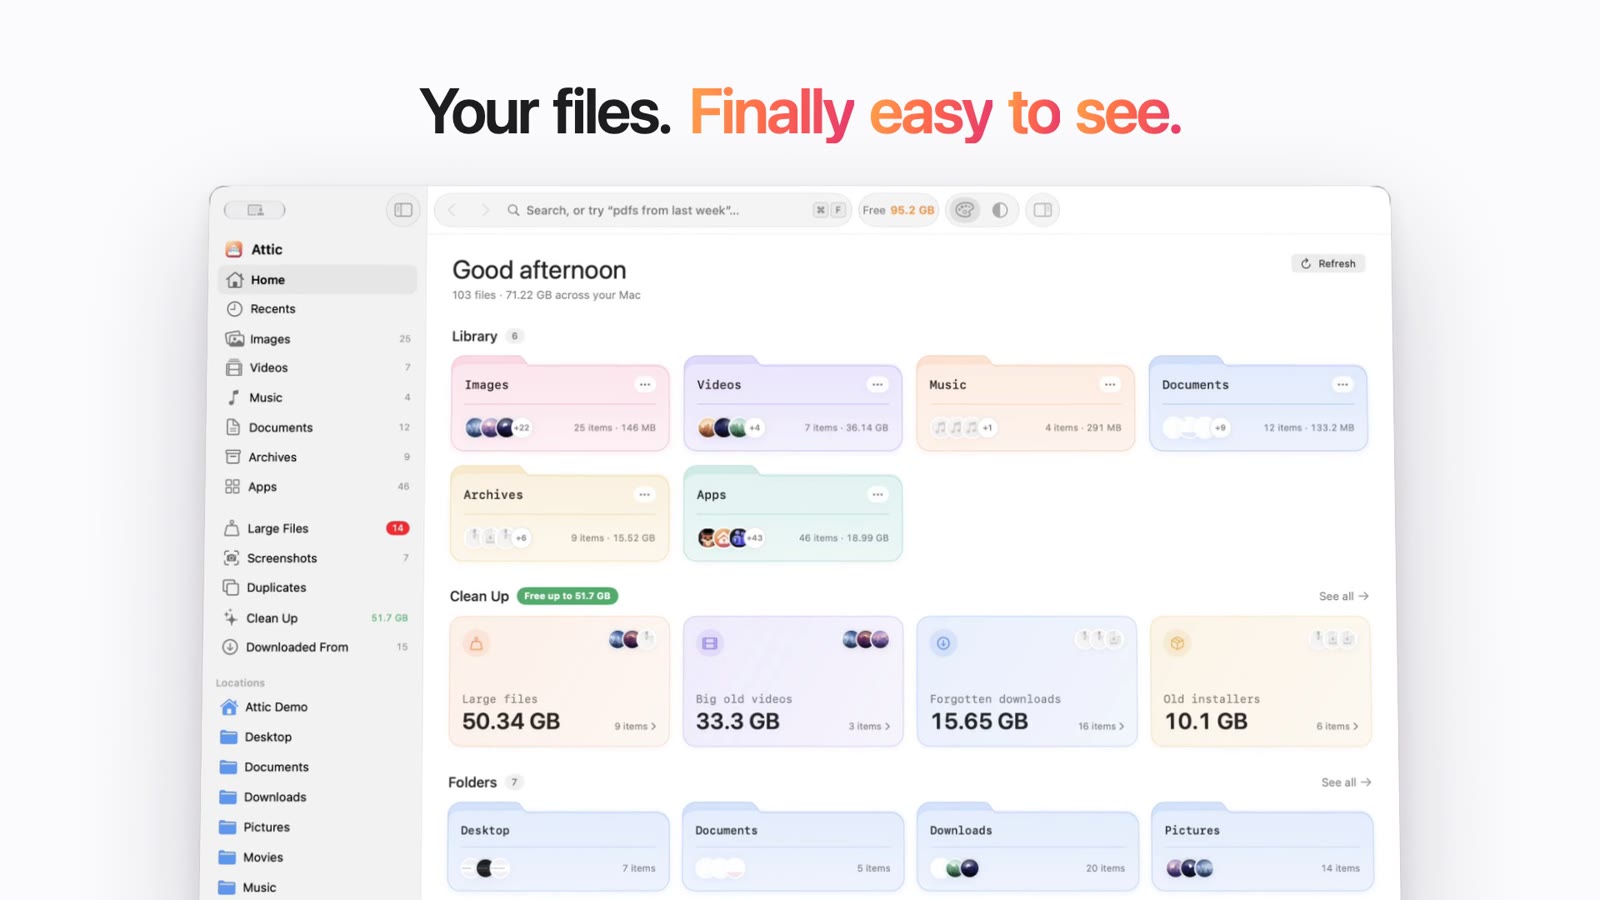 Your files. Finally easy to see.
Search, or try “pdfs from last week”...
⌘ F
Free 95.2 GB
Attic
Home
Recents
Images 25
Videos 7
Music 4
Documents 12
Archives 9
Apps 46
Large Files 14
Screenshots 7
Duplicates
Clean Up 51.7 GB
Downloaded From 15
Locations
Attic Demo
Desktop
Documents
Downloads
Pictures
Movies
Music
Good afternoon
Refresh
103 files · 71.22 GB across your Mac
Library 6
Images
+22 25 items · 146 MB
Videos
+4 7 items · 36.14 GB
Music
+1 4 items · 291 MB
Documents
+9 12 items · 133.2 MB
Archives
+6 9 items · 15.52 GB
Apps
+43 46 items · 18.99 GB
Clean Up Free up to 51.7 GB See all →
Large files
50.34 GB 9 items >
Big old videos
33.3 GB 3 items >
Forgotten downloads
15.65 GB 16 items >
Old installers
10.1 GB 6 items >
Folders 7 See all →
Desktop
7 items
Documents
5 items
Downloads
20 items
Pictures
14 items